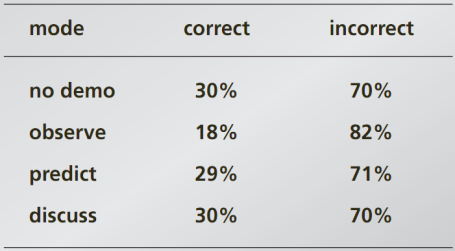 mode correct incorrect
no demo 30% 70%
observe 18% 82%
predict 29% 71%
discuss 30% 70%